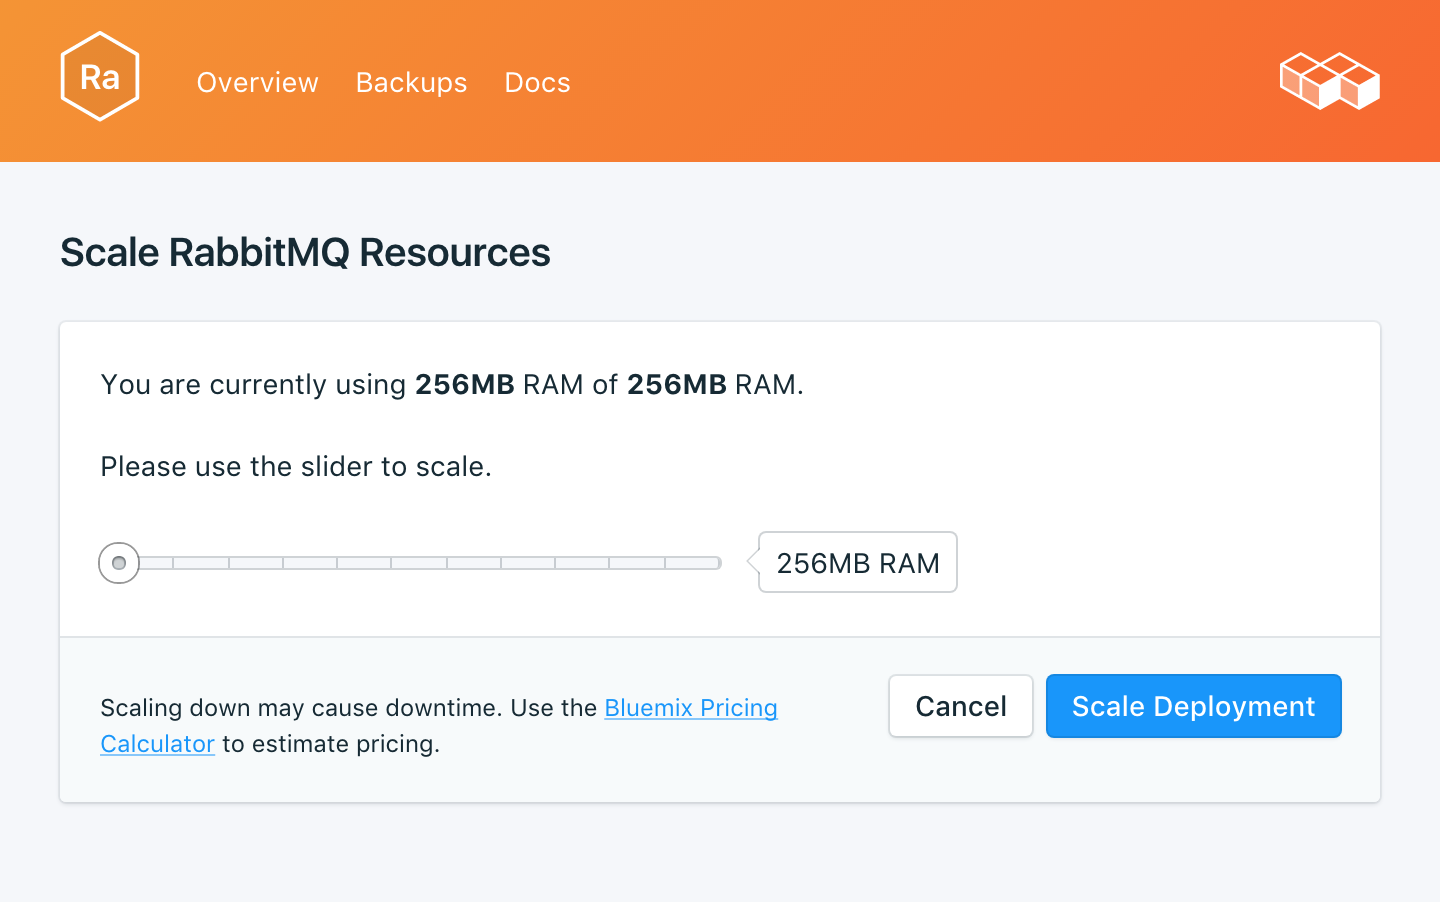 Ra
Overview Backups Docs
Scale RabbitMQ Resources
You are currently using 256MB RAM of 256MB RAM.
Please use the slider to scale.
256MB RAM
Scaling down may cause downtime. Use the Bluemix Pricing
Calculator to estimate pricing.
Cancel
Scale Deployment